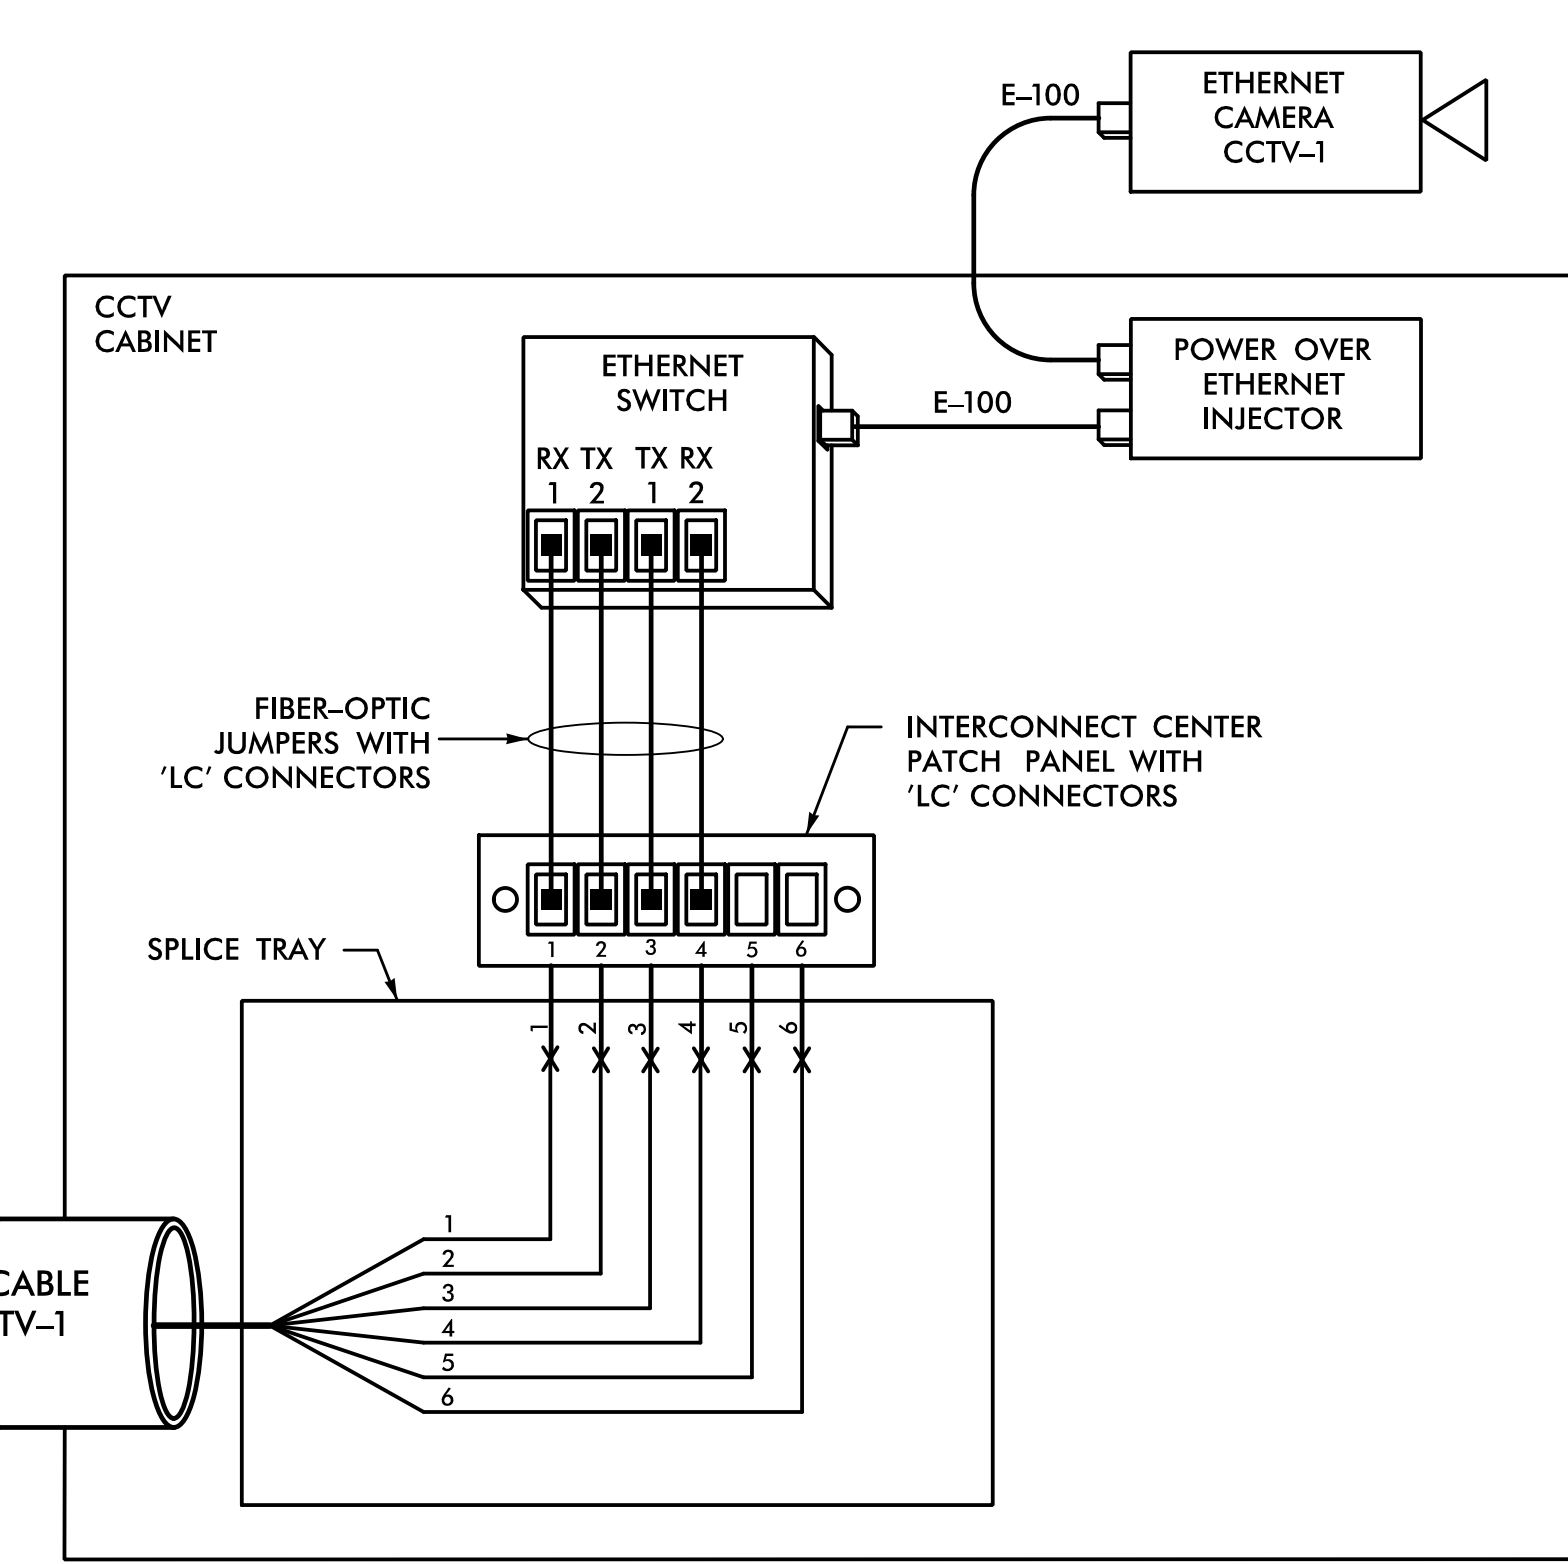 E–100
ETHERNET
CAMERA
CCTV–1
CCTV
CABINET
ETHERNET
SWITCH
RX TX TX RX
1 2 1 2
E–100
POWER OVER
ETHERNET
INJECTOR
FIBER–OPTIC
JUMPERS WITH
'LC' CONNECTORS
INTERCONNECT CENTER
PATCH PANEL WITH
'LC' CONNECTORS
1 2 3 4 5 6
SPLICE TRAY
1 2 3 4 5 6
1
2
3
4
5
6
CABLE
TV–1